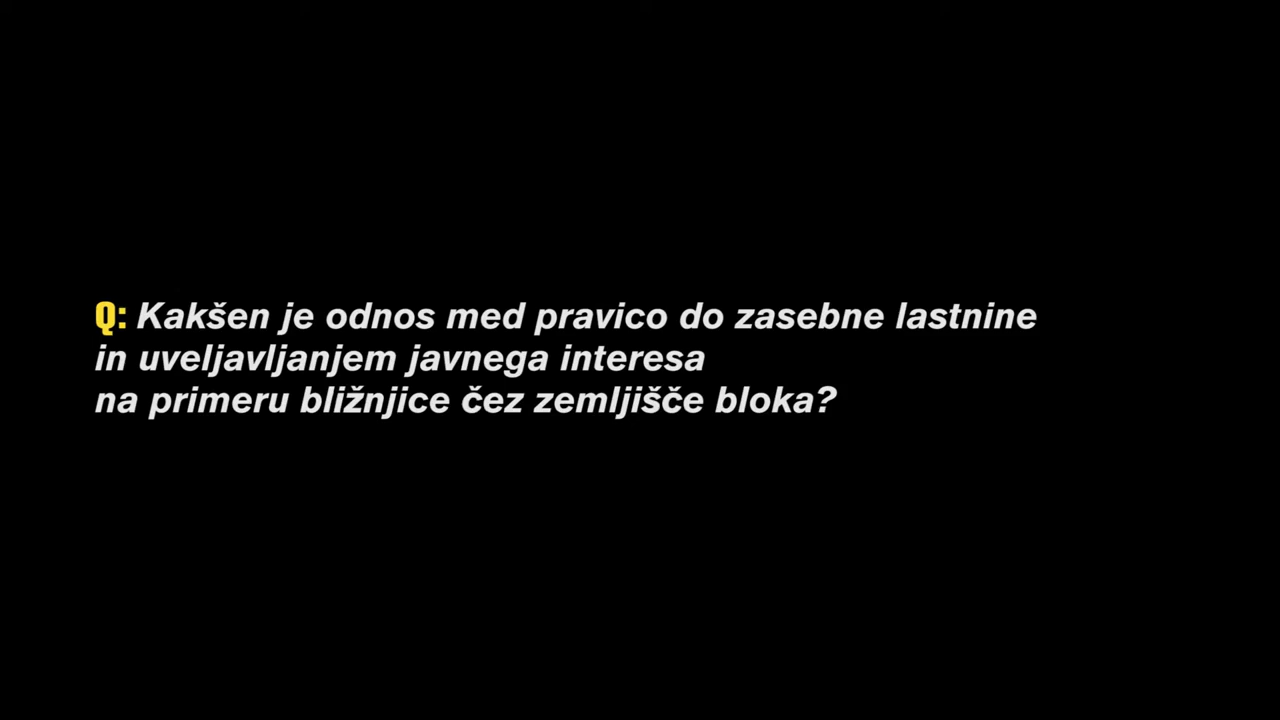 Q: Kakšen je odnos med pravico do zasebne lastnine
in uveljavljanjem javnega interesa
na primeru bližnjice čez zemljišče bloka?